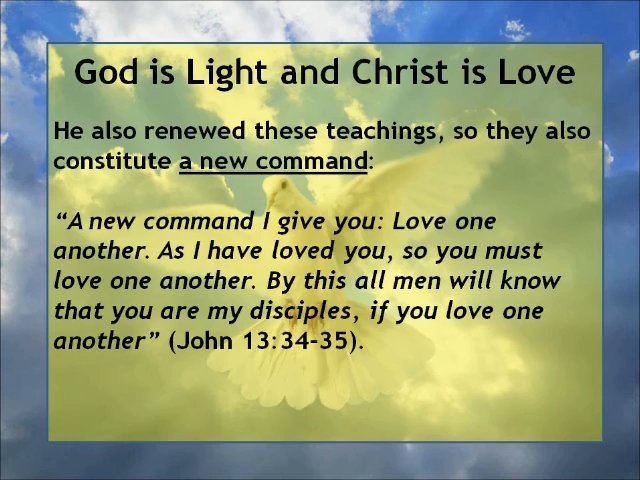 God is Light and Christ is Love
He also renewed these teachings, so they also
constitute a new command:
“A new command I give you: Love one
another. As I have loved you, so you must
love one another. By this all men will know
that you are my disciples, if you love one
another” (John 13:34-35).